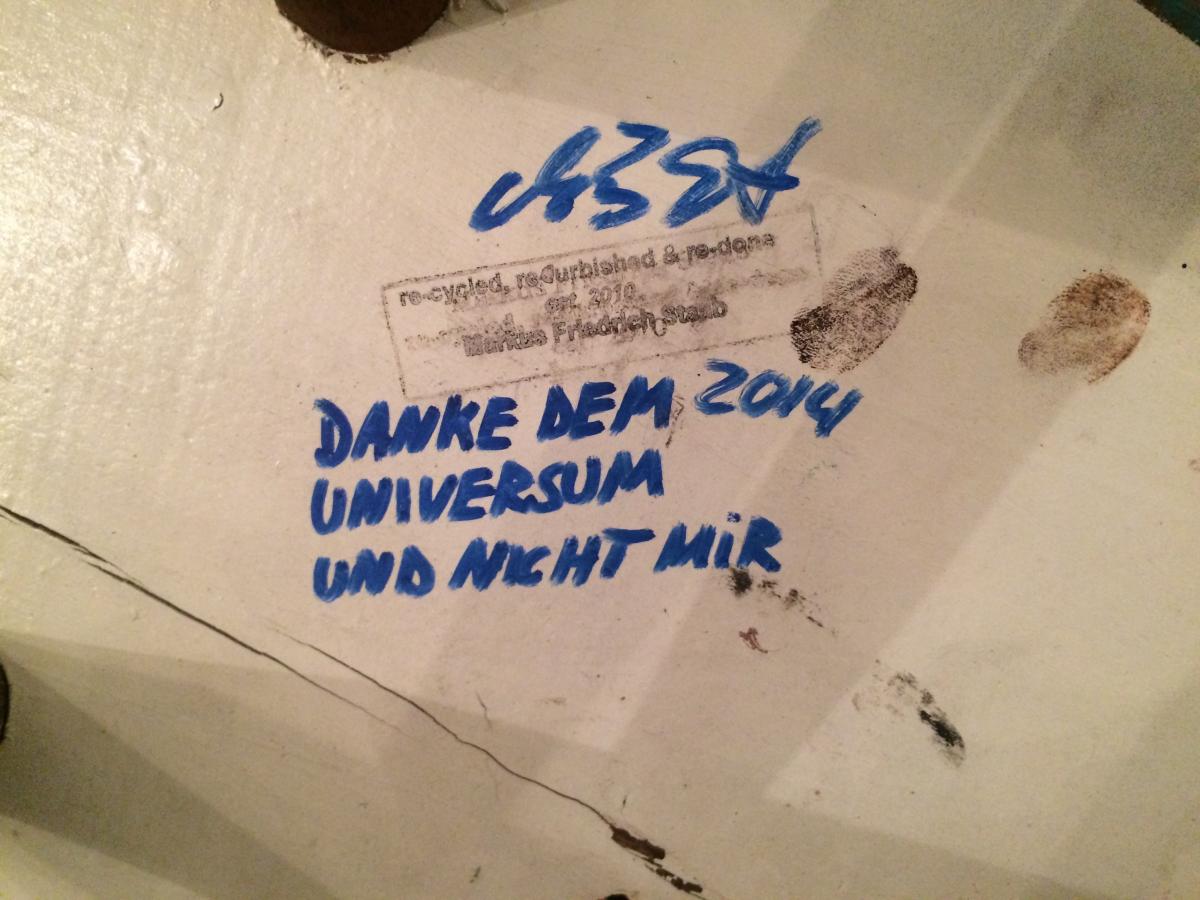 re-cycled, refurbished & re-done
est. 2010
Markus Friedrich Staab
DANKE DEM 2014
UNIVERSUM
UND NICHT MIR